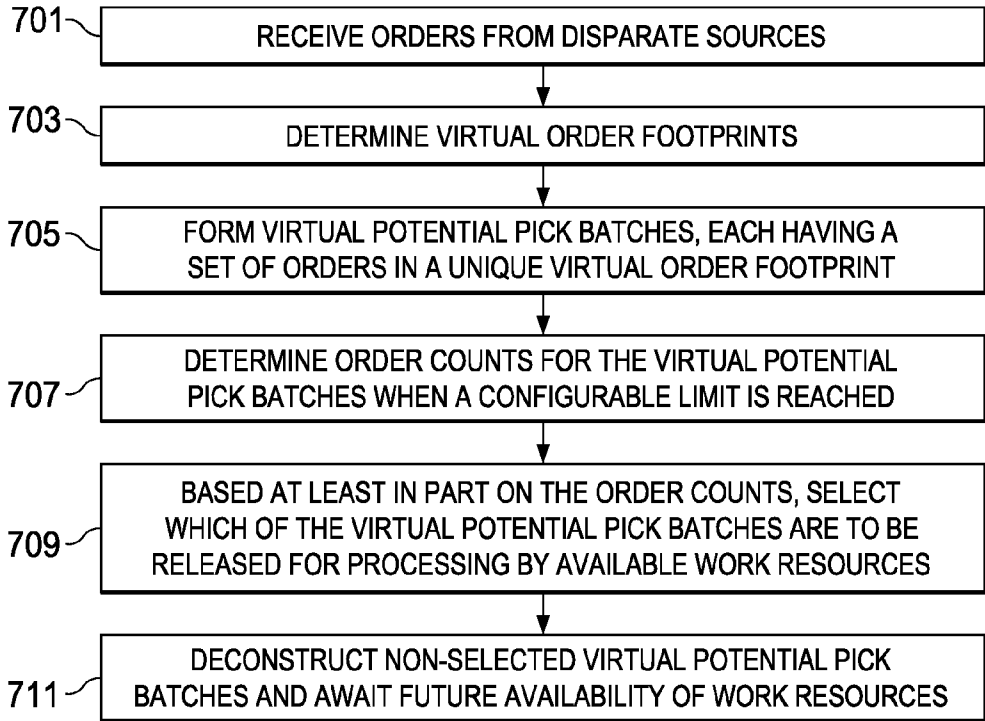 701
RECEIVE ORDERS FROM DISPARATE SOURCES
703
DETERMINE VIRTUAL ORDER FOOTPRINTS
705
FORM VIRTUAL POTENTIAL PICK BATCHES, EACH HAVING A
SET OF ORDERS IN A UNIQUE VIRTUAL ORDER FOOTPRINT
707
DETERMINE ORDER COUNTS FOR THE VIRTUAL POTENTIAL
PICK BATCHES WHEN A CONFIGURABLE LIMIT IS REACHED
709
BASED AT LEAST IN PART ON THE ORDER COUNTS, SELECT
WHICH OF THE VIRTUAL POTENTIAL PICK BATCHES ARE TO BE
RELEASED FOR PROCESSING BY AVAILABLE WORK RESOURCES
711
DECONSTRUCT NON-SELECTED VIRTUAL POTENTIAL PICK
BATCHES AND AWAIT FUTURE AVAILABILITY OF WORK RESOURCES